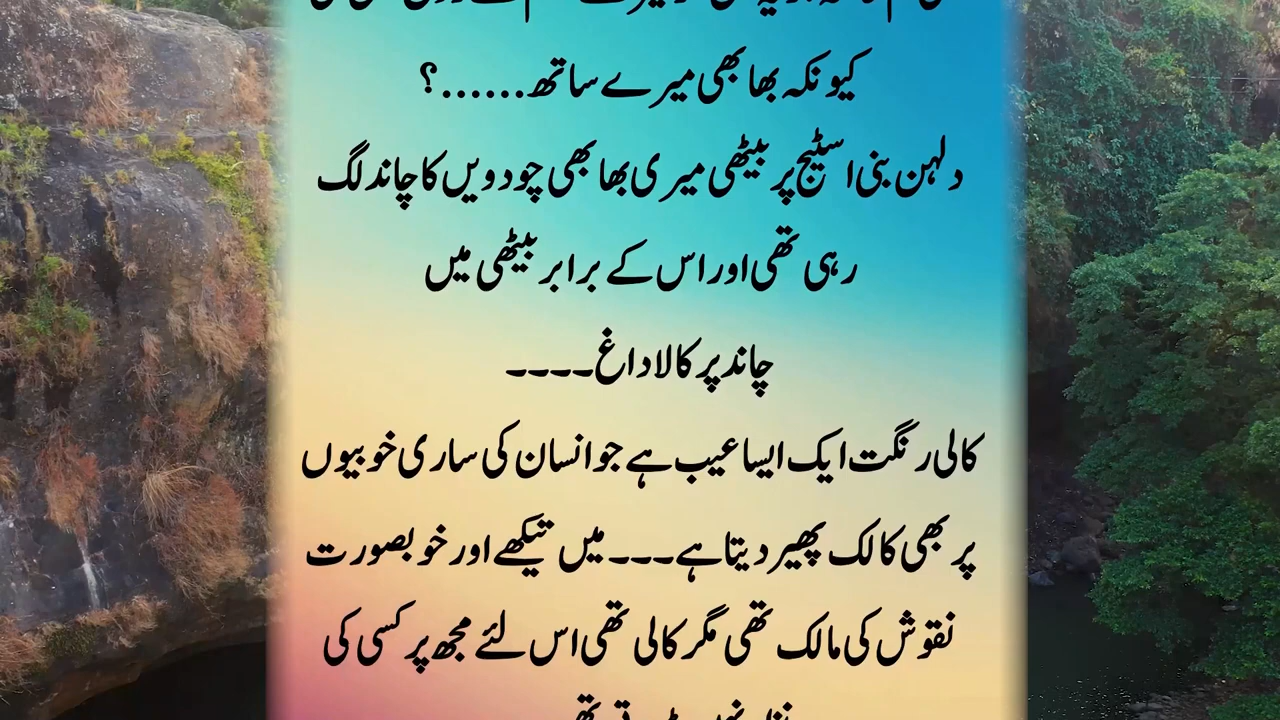 کیونکہ بھابھی میرے ساتھ......؟
دلہن بنی اسٹیج پر بیٹھی میری بھابھی چودویں کا چاند لگ
رہی تھی اور اس کے برابر بیٹھی میں
چاند پر کالا داغ۔۔۔۔
کالی رنگت ایک ایسا عیب ہے جو انسان کی ساری خوبیوں
پر بھی کالک پھیر دیتا ہے۔۔۔ میں تیکھے اور خوبصورت
نقوش کی مالک تھی مگر کالی تھی اس لئے مجھ پر کسی کی